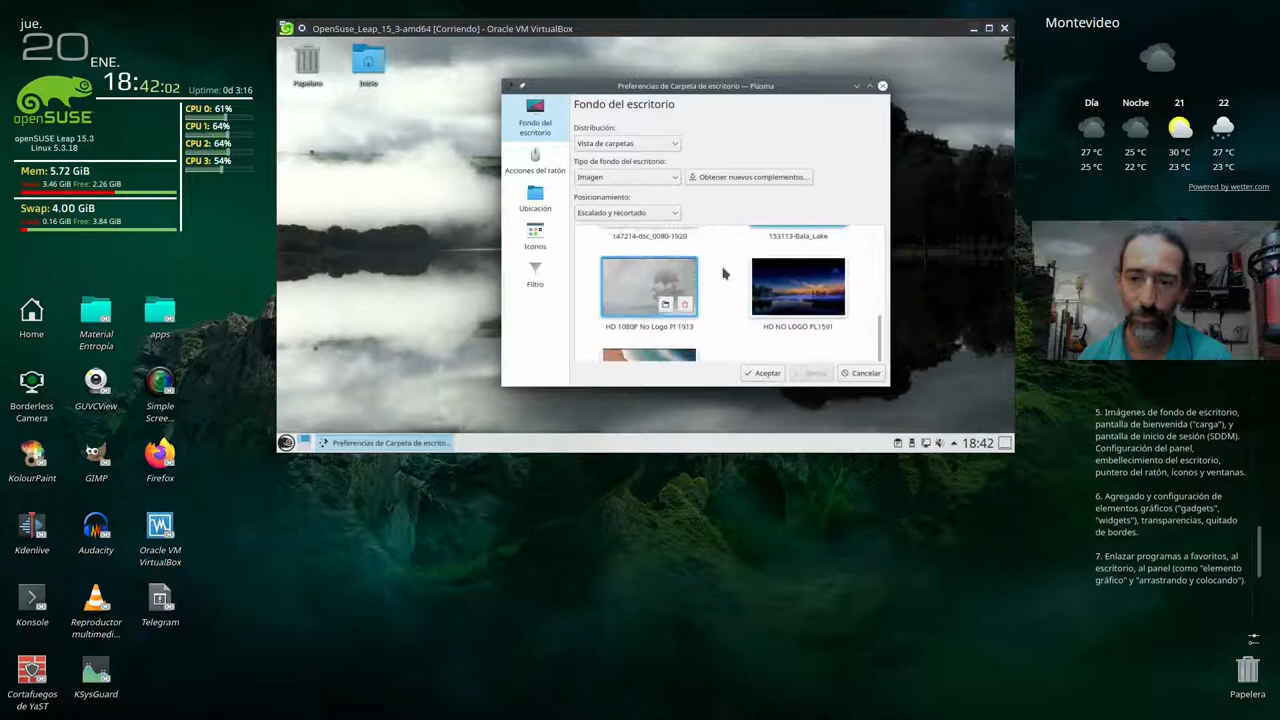 jue.
20
ENE.
18:42:02
Uptime: 0d 3:16
openSUSE
openSUSE Leap 15.3
Linux 5.3.18
CPU 0: 61%
CPU 1: 64%
CPU 2: 64%
CPU 3: 54%
Mem: 5.72 GiB
3.46 GiB Free: 2.26 GiB
Swap: 4.00 GiB
0.16 GiB Free: 3.84 GiB
Home
Material
Entropía
apps
Borderless
Camera
GUVCView
Simple
Scree...
KolourPaint
GIMP
Firefox
Kdenlive
Audacity
Oracle VM
VirtualBox
Konsole
Reproductor
multimedi...
Telegram
Cortafuegos
de YaST
KSysGuard
OpenSuse_Leap_15_3-amd64 [Corriendo] - Oracle VM VirtualBox
Papelera
Inicio
Preferencias de Carpeta de escritorio — Plasma
Fondo del
escritorio
Acciones del ratón
Ubicación
Iconos
Filtro
Fondo del escritorio
Distribución:
Vista de carpetas
Tipo de fondo del escritorio:
Imagen
Obtener nuevos complementos...
Posicionamiento:
Escalado y recortado
147214-dsc_0080-1920
153113-Bala_Lake
HD 1080P No Logo Pl 1913
HD NO LOGO PL1591
Aceptar
Aplicar
Cancelar
Preferencias de Carpeta de escrito...
18:42
Montevideo
Día
Noche
21
22
27 °C
25 °C
30 °C
27 °C
25 °C
22 °C
23 °C
23 °C
Powered by wetter.com
5. Imágenes de fondo de escritorio,
pantalla de bienvenida ("carga"), y
pantalla de inicio de sesión (SDDM).
Configuración del panel,
embellecimiento del escritorio,
puntero del ratón, íconos y ventanas.
6. Agregado y configuración de
elementos gráficos ("gadgets",
"widgets"), transparencias, quitado
de bordes.
7. Enlazar programas a favoritos, al
escritorio, al panel (como "elemento
gráfico" y "arrastrando y colocando").
Papelera